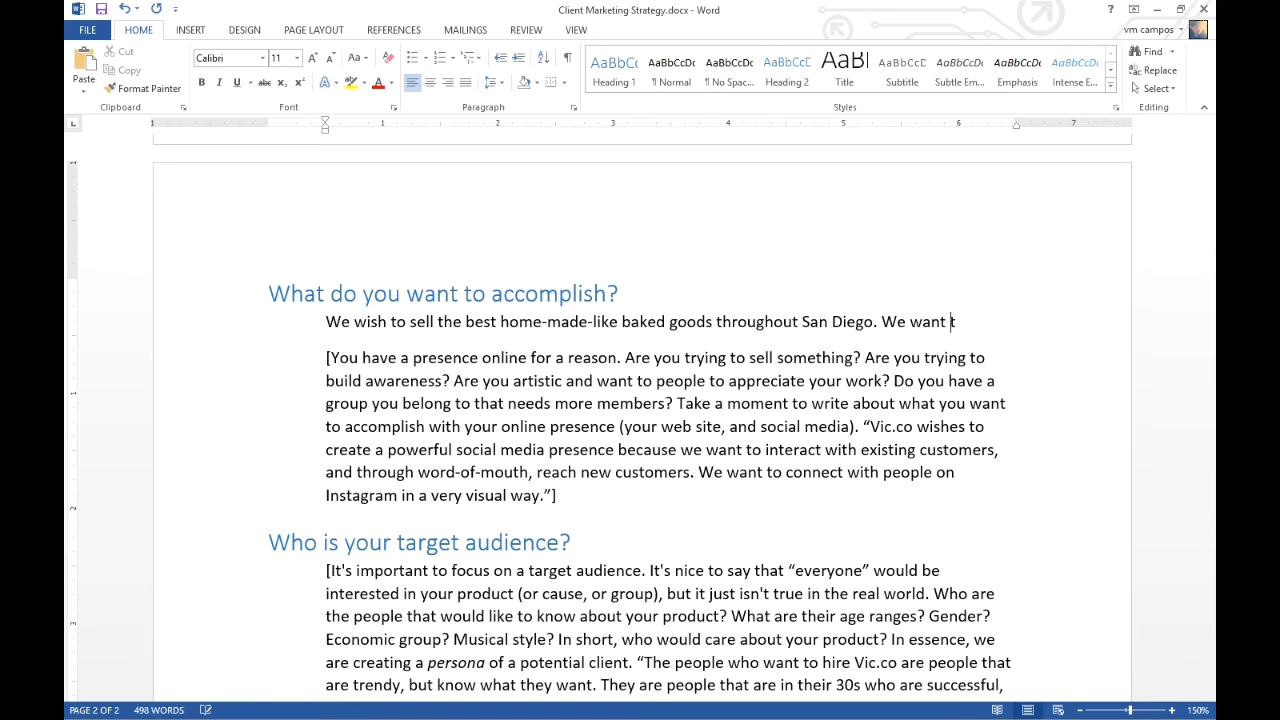 Client Marketing Strategy.docx - Word
FILE HOME INSERT DESIGN PAGE LAYOUT REFERENCES MAILINGS REVIEW VIEW vm campos
Cut
Copy
Format Painter
Paste
Calibri 11
AaBbCc AaBbCcDc AaBbCcDc AaBbCcDc AaBl AaBbCcDc AaBbCcDc AaBbCcDc AaBbCcDc
Heading 1 ¶ Normal ¶ No Spac... Heading 2 Title Subtitle Subtle Em... Emphasis Intense E...
Find
Replace
Select
Clipboard Font Paragraph Styles Editing
1 1 2 3 4 5 6 7
What do you want to accomplish?
We wish to sell the best home-made-like baked goods throughout San Diego. We want t
[You have a presence online for a reason. Are you trying to sell something? Are you trying to
build awareness? Are you artistic and want to people to appreciate your work? Do you have a
group you belong to that needs more members? Take a moment to write about what you want
to accomplish with your online presence (your web site, and social media). “Vic.co wishes to
create a powerful social media presence because we want to interact with existing customers,
and through word-of-mouth, reach new customers. We want to connect with people on
Instagram in a very visual way.”]
Who is your target audience?
[It's important to focus on a target audience. It's nice to say that “everyone” would be
interested in your product (or cause, or group), but it just isn't true in the real world. Who are
the people that would like to know about your product? What are their age ranges? Gender?
Economic group? Musical style? In short, who would care about your product? In essence, we
are creating a persona of a potential client. “The people who want to hire Vic.co are people that
are trendy, but know what they want. They are people that are in their 30s who are successful,
PAGE 2 OF 2 498 WORDS 150%